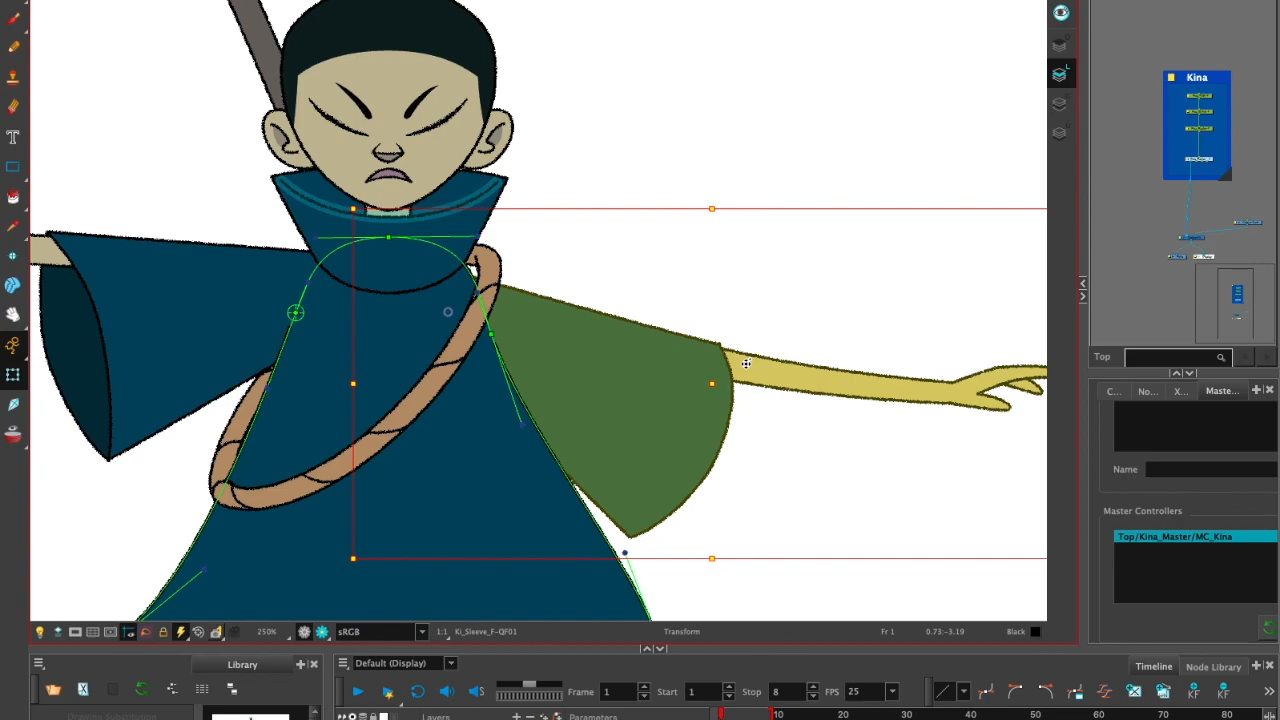 Kina
Top
C...
No...
X...
Maste...
Name
Master Controllers
Top/Kina_Master/MC_Kina
250%
sRGB
1:1
Ki_Sleeve_F-QF01
Transform
Fr 1
0.73:-3.19
Black
Library
Default (Display)
Timeline
Node Library
Frame
1
Start
1
Stop
8
FPS
25
KF
KF
Layers
Parameters
10
20
30
40
50
60
70
80